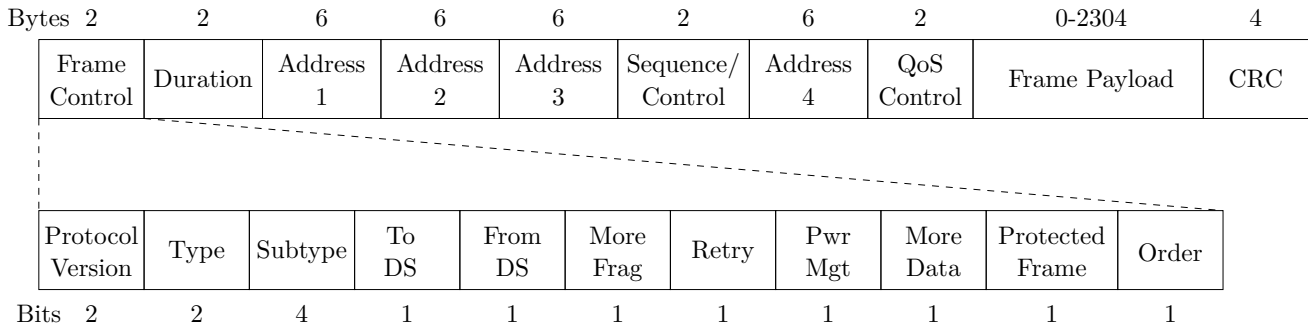 Bytes 2 2 6 6 6 2 6 2 0-2304 4
Frame Duration Address Address Address Sequence/ Address QoS Frame Payload CRC
Control 1 2 3 Control 4 Control
Protocol Type Subtype To From More Retry Pwr More Protected Order
Version DS DS Frag Mgt Data Frame
Bits 2 2 4 1 1 1 1 1 1 1 1